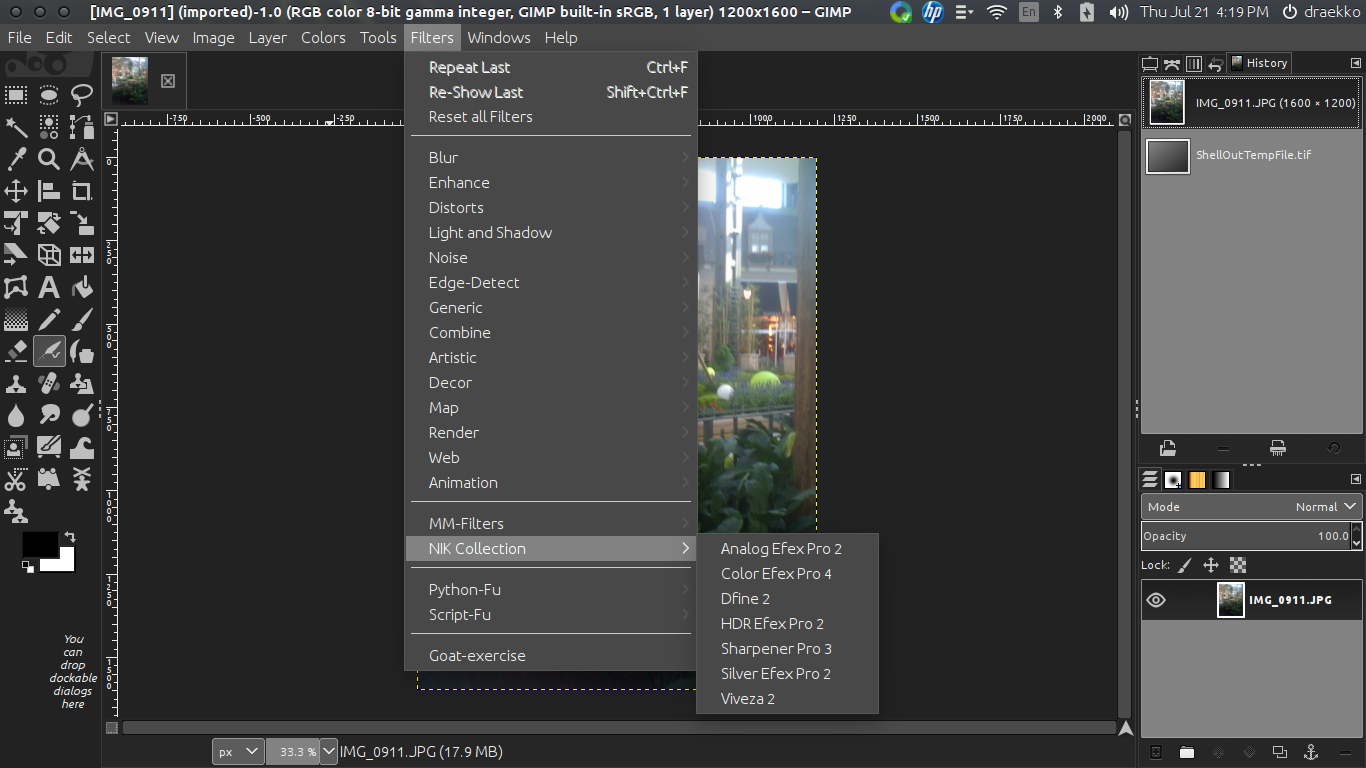 [IMG_0911] (imported)-1.0 (RGB color 8-bit gamma integer, GIMP built-in sRGB, 1 layer) 1200x1600 – GIMP
hp
En
Thu Jul 21 4:19 PM
draekko
File Edit Select View Image Layer Colors Tools Filters Windows Help
Repeat Last Ctrl+F
Re-Show Last Shift+Ctrl+F
Reset all Filters
Blur
Enhance
Distorts
Light and Shadow
Noise
Edge-Detect
Generic
Combine
Artistic
Decor
Map
Render
Web
Animation
MM-Filters
NIK Collection
Python-Fu
Script-Fu
Goat-exercise
Analog Efex Pro 2
Color Efex Pro 4
Dfine 2
HDR Efex Pro 2
Sharpener Pro 3
Silver Efex Pro 2
Viveza 2
-750 -500 -250 1000 1250 1500 1750 2000
0
250
500
750
1000
1250
1500
You
can
drop
dockable
dialogs
here
px 33.3 % IMG_0911.JPG (17.9 MB)
History
IMG_0911.JPG (1600 × 1200)
ShellOutTempFile.tif
Mode Normal
Opacity 100.0
Lock:
IMG_0911.JPG